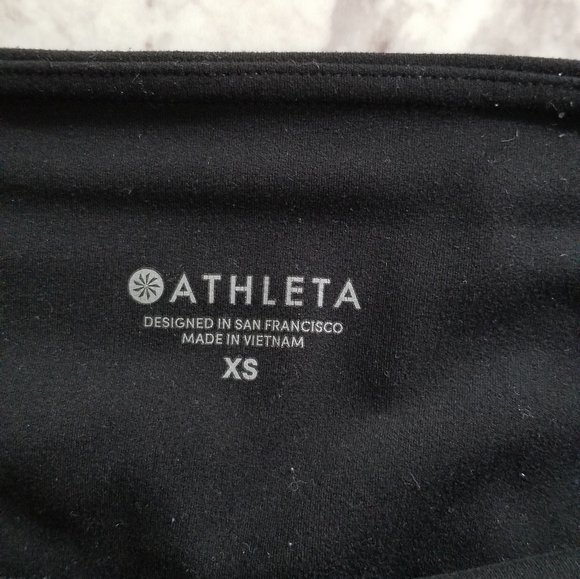 ATHLETA
DESIGNED IN SAN FRANCISCO
MADE IN VIETNAM
XS